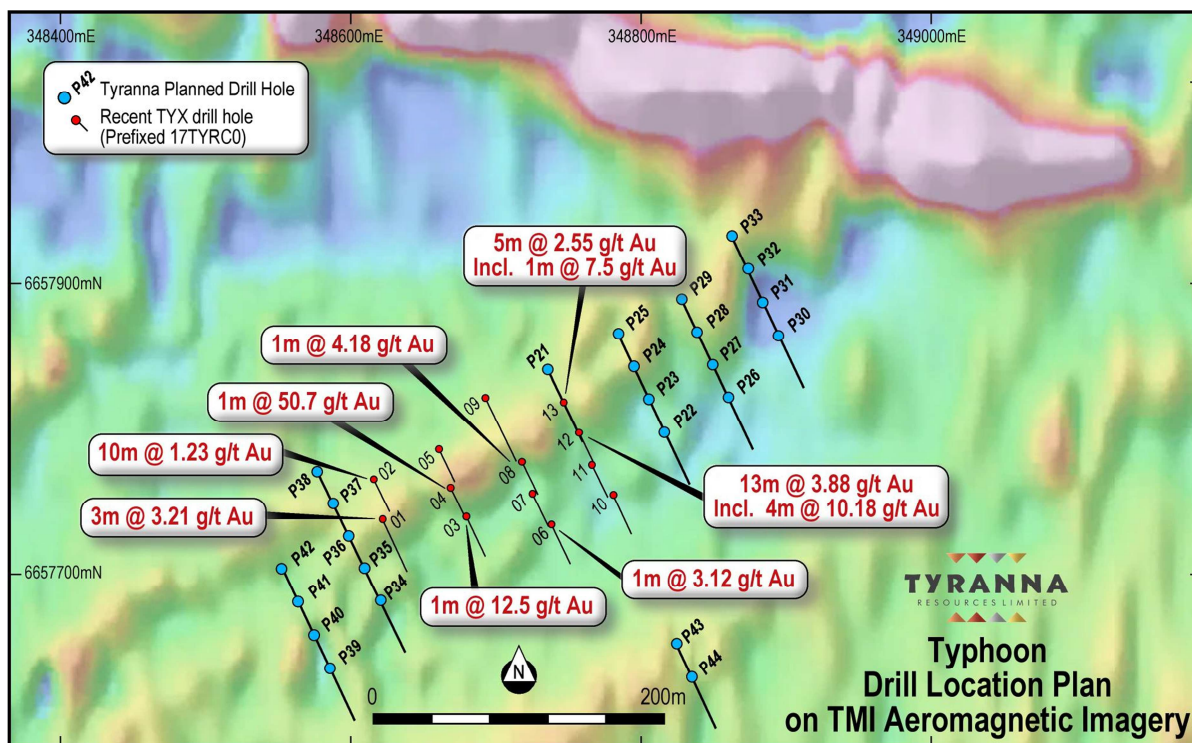 348400mE
348600mE
348800mE
349000mE
P42
Tyranna Planned Drill Hole
Recent TYX drill hole
(Prefixed 17TYRC0)
P33
P32
P31
P30
5m @ 2.55 g/t Au
Incl. 1m @ 7.5 g/t Au
6657900mN
P29
P28
P27
P26
P25
P24
P23
P22
1m @ 4.18 g/t Au
P21
13
12
11
10
1m @ 50.7 g/t Au
09
08
07
06
10m @ 1.23 g/t Au
05
04
03
02
01
3m @ 3.21 g/t Au
13m @ 3.88 g/t Au
Incl. 4m @ 10.18 g/t Au
P38
P37
P36
P35
P34
6657700mN
P42
P41
P40
P39
1m @ 12.5 g/t Au
1m @ 3.12 g/t Au
TYRANNA
RESOURCES LIMITED
P43
P44
N
0
200m
Typhoon
Drill Location Plan
on TMI Aeromagnetic Imagery